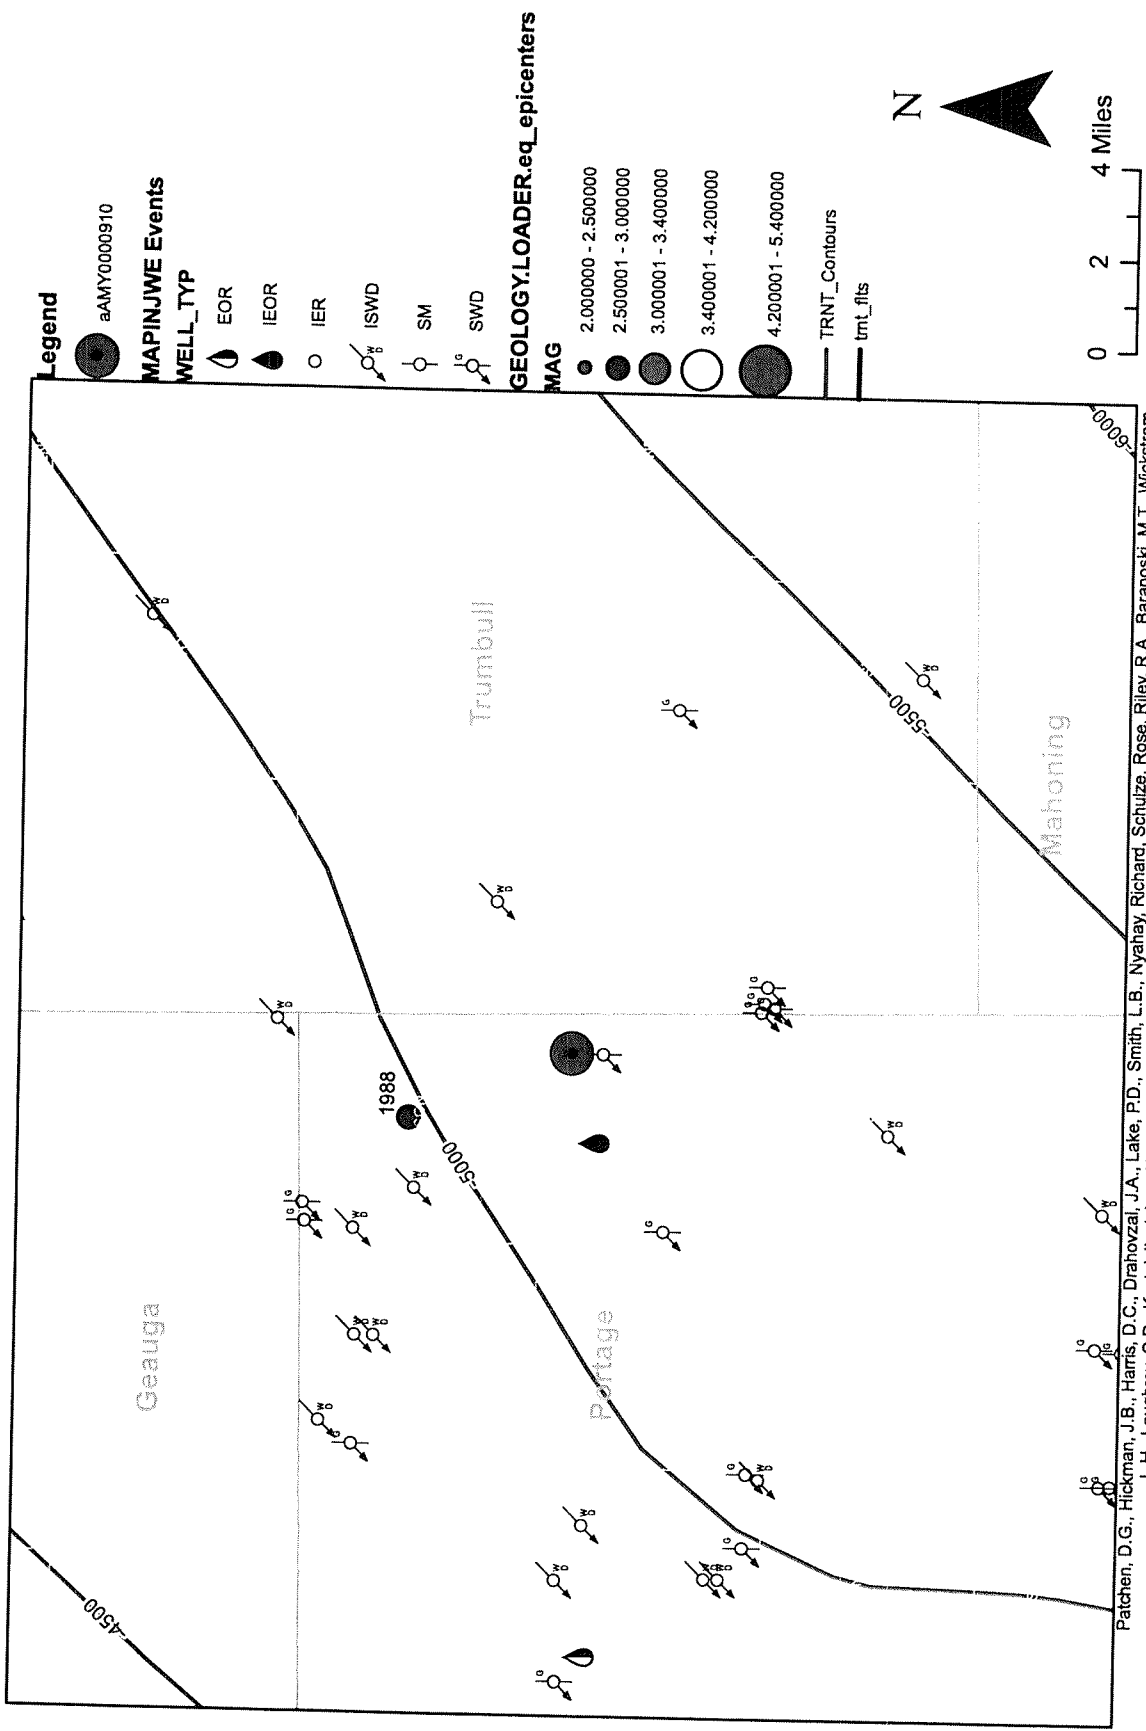 Legend
aAMY0000910
MAPINJWE Events
WELL_TYP
EOR
IEOR
IER
ISWD
SM
SWD
GEOLOGY.LOADER.eq_epicenters
MAG
2.000000 - 2.500000
2.500001 - 3.000000
3.000001 - 3.400000
3.400001 - 4.200000
4.200001 - 5.400000
TRNT_Contours
trnt_flts
N
0 2 4 Miles
Geauga
Trumbull
Portage
Mahoning
1988
-4500
-5000
-5500
-6000
Patchen, D.G., Hickman, J.B., Harris, D.C., Drahovzal, J.A., Lake, P.D., Smith, L.B., Nyahay, Richard, Schulze, Rose, Riley, R.A., Baranoski, M.T., Wickstrom,